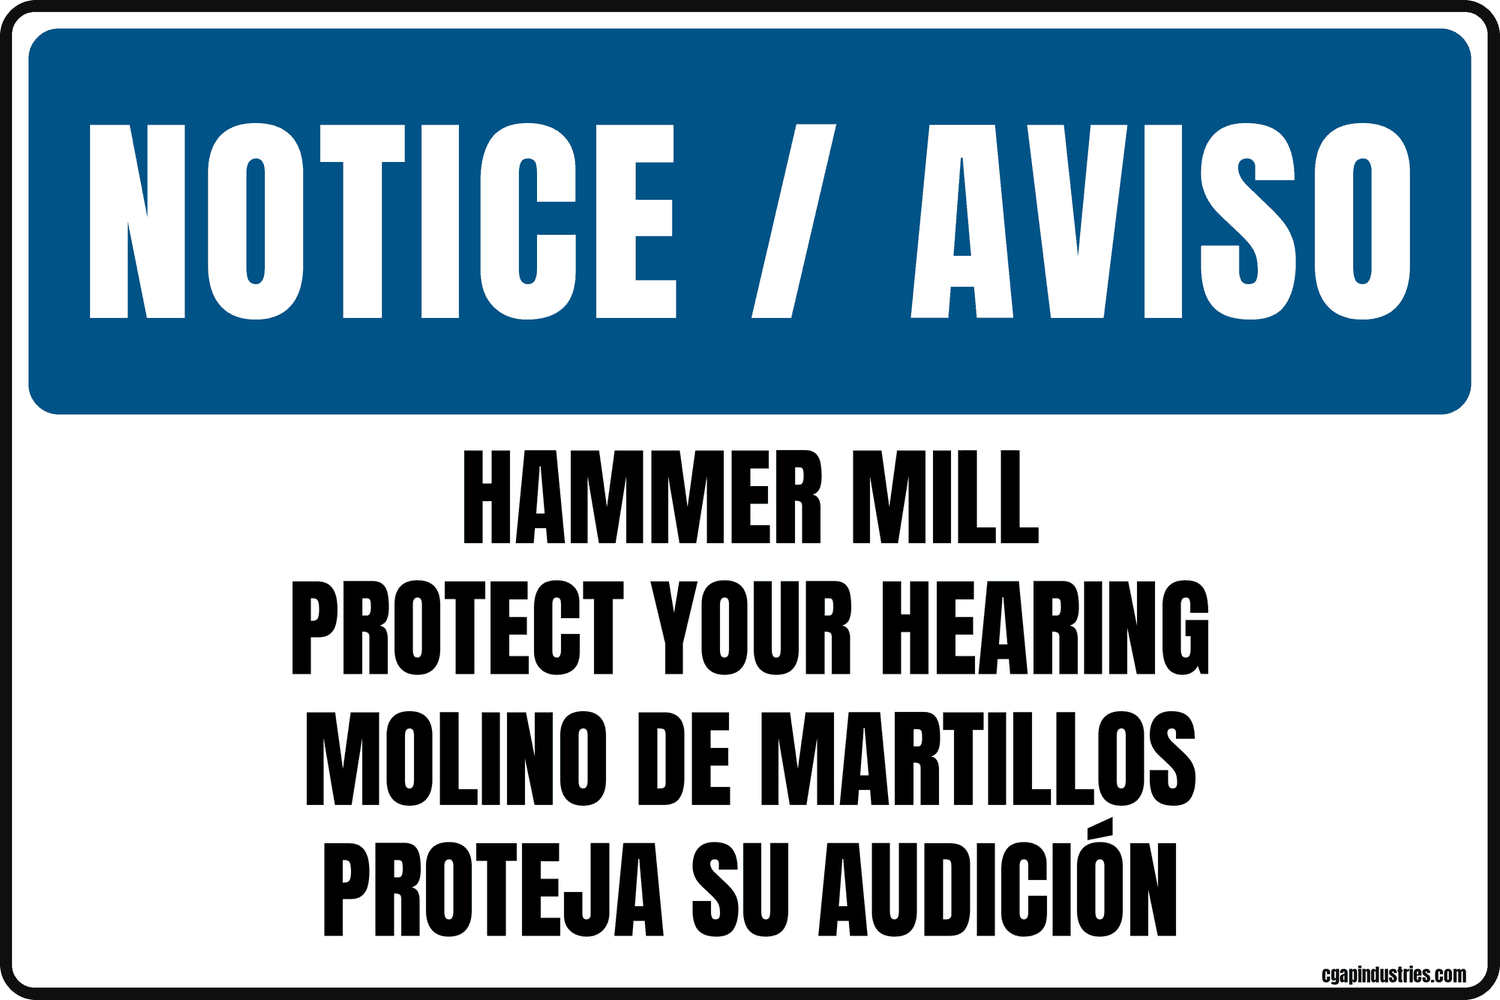 NOTICE / AVISO
HAMMER MILL
PROTECT YOUR HEARING
MOLINO DE MARTILLOS
PROTEJA SU AUDICIÓN
cgapindustries.com